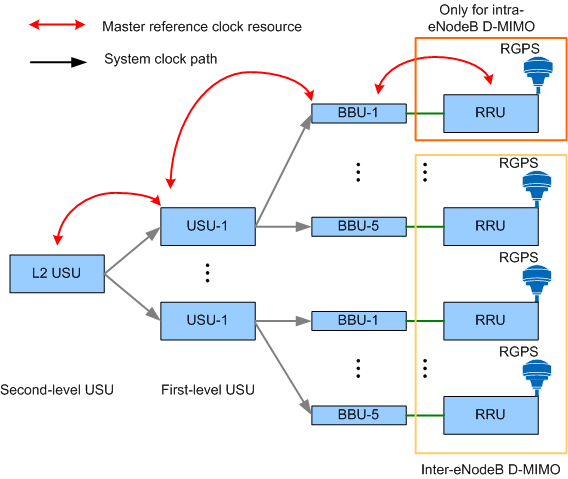 Master reference clock resource
System clock path
Only for intra-
eNodeB D-MIMO
RGPS
BBU-1
RRU
RGPS
USU-1
BBU-5
RRU
L2 USU
RGPS
USU-1
BBU-1
RRU
RGPS
Second-level USU
First-level USU
BBU-5
RRU
Inter-eNodeB D-MIMO